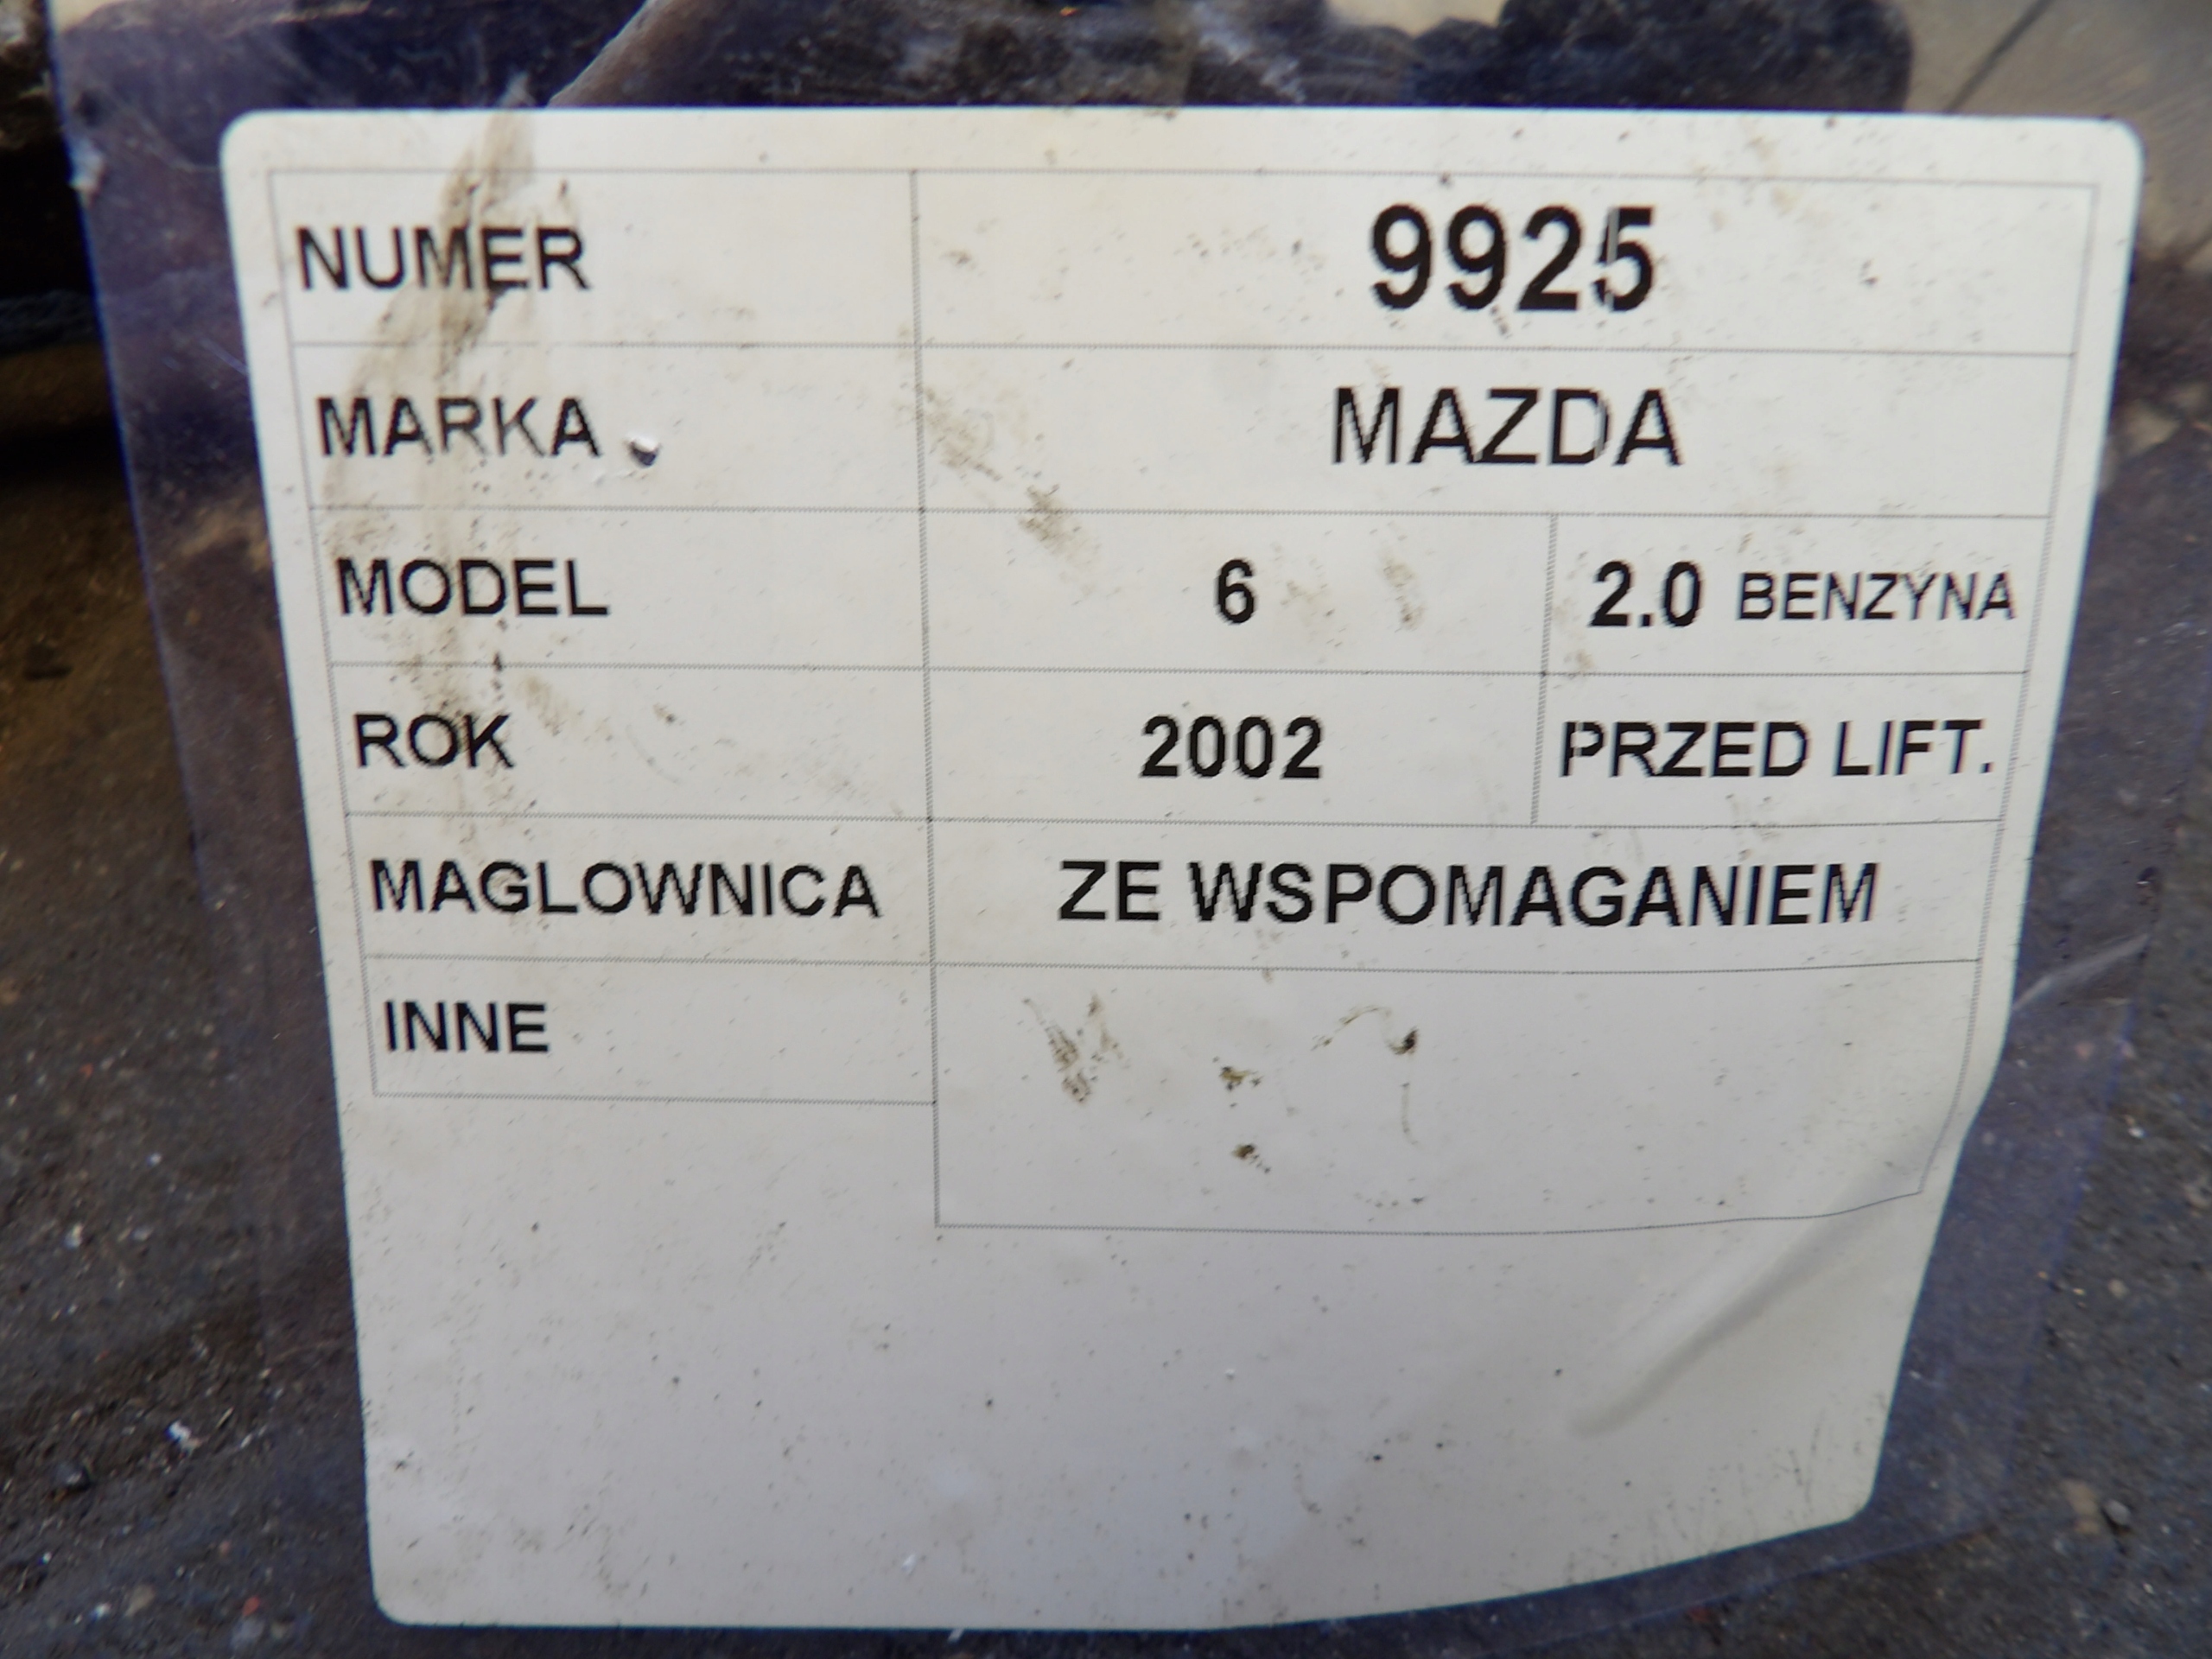 NUMER 9925
MARKA MAZDA
MODEL 6 2.0 BENZYNA
ROK 2002 PRZED LIFT.
MAGLOWNICA ZE WSPOMAGANIEM
INNE